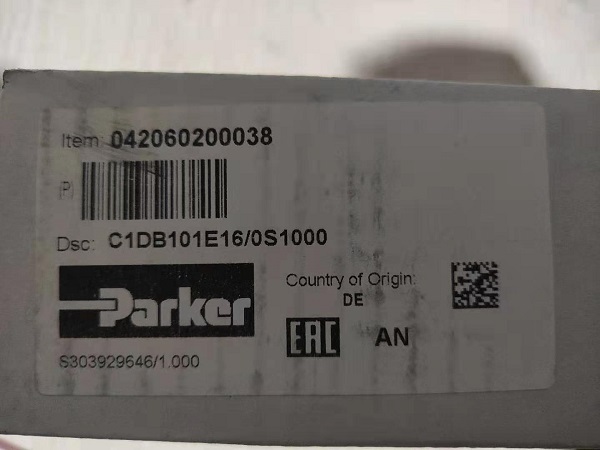 Item: 042060200038
(P)
Dsc: C1DB101E16/0S1000
Parker
Country of Origin:
DE
EAC AN
S303929646/1.000